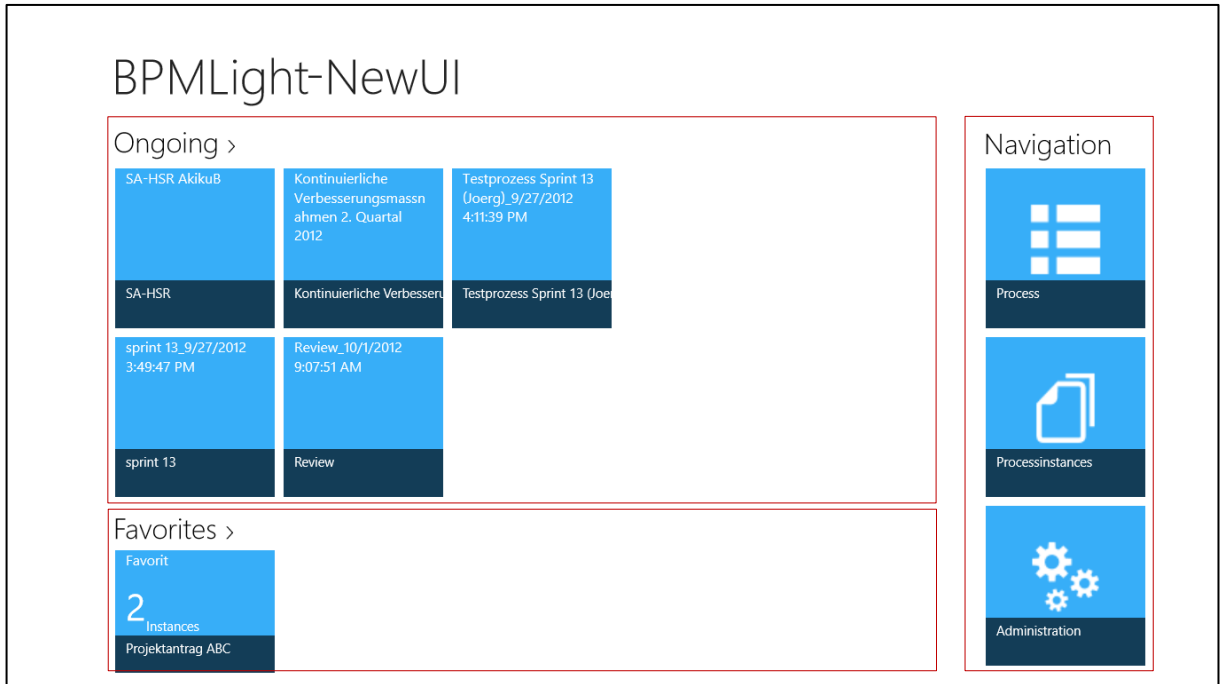 BPMLight-NewUI
Ongoing ›
SA-HSR AkikuB
SA-HSR
Kontinuierliche
Verbesserungsmassn
ahmen 2. Quartal
2012
Kontinuierliche Verbesseru
Testprozess Sprint 13
(Joerg)_9/27/2012
4:11:39 PM
Testprozess Sprint 13 (Joe
sprint 13_9/27/2012
3:49:47 PM
sprint 13
Review_10/1/2012
9:07:51 AM
Review
Favorites ›
Favorit
2
Instances
Projektantrag ABC
Navigation
Process
Processinstances
Administration